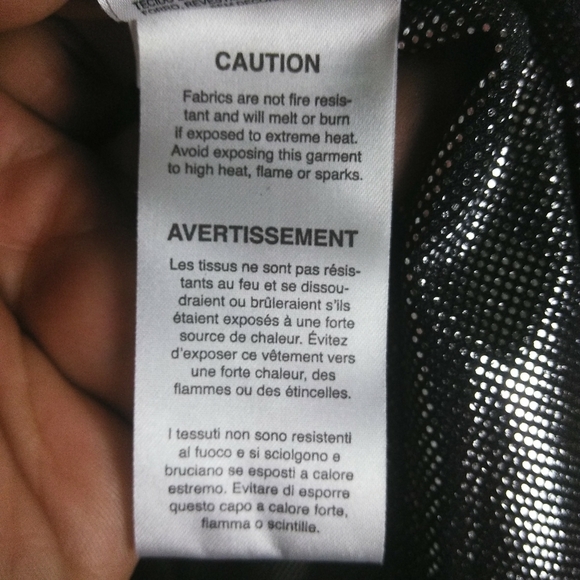 TECIDO
FORRO, REVE
CAUTION
Fabrics are not fire resis-
tant and will melt or burn
if exposed to extreme heat.
Avoid exposing this garment
to high heat, flame or sparks.
AVERTISSEMENT
Les tissus ne sont pas résis-
tants au feu et se dissou-
draient ou brûleraient s'ils
étaient exposés à une forte
source de chaleur. Évitez
d'exposer ce vêtement vers
une forte chaleur, des
flammes ou des étincelles.
I tessuti non sono resistenti
al fuoco e si sciolgono e
bruciano se esposti a calore
estremo. Evitare di esporre
questo capo a calore forte,
fiamma o scintille.